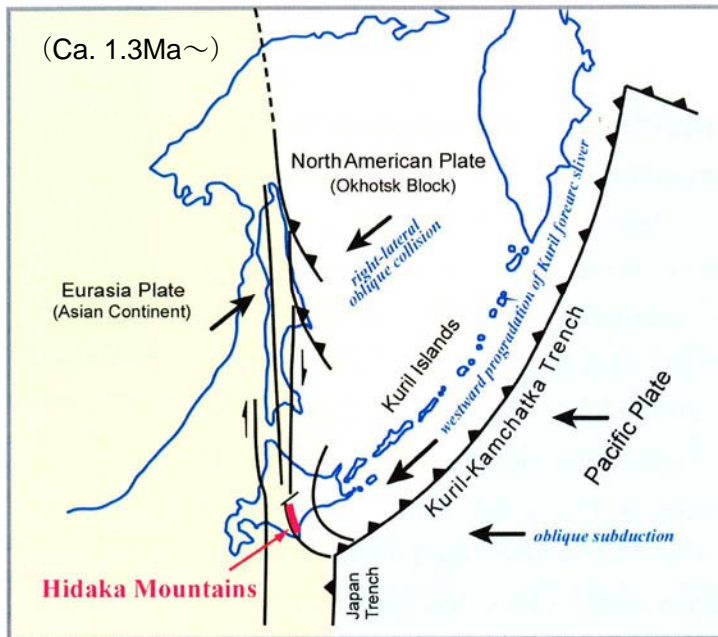 (Ca. 1.3Ma～)
North American Plate
(Okhotsk Block)
right-lateral
oblique collision
Eurasia Plate
(Asian Continent)
Kuril Islands
westward progradation of Kuril forearc sliver
Kuril-Kamchatka Trench
Pacific Plate
oblique subduction
Hidaka Mountains
Japan
Trench